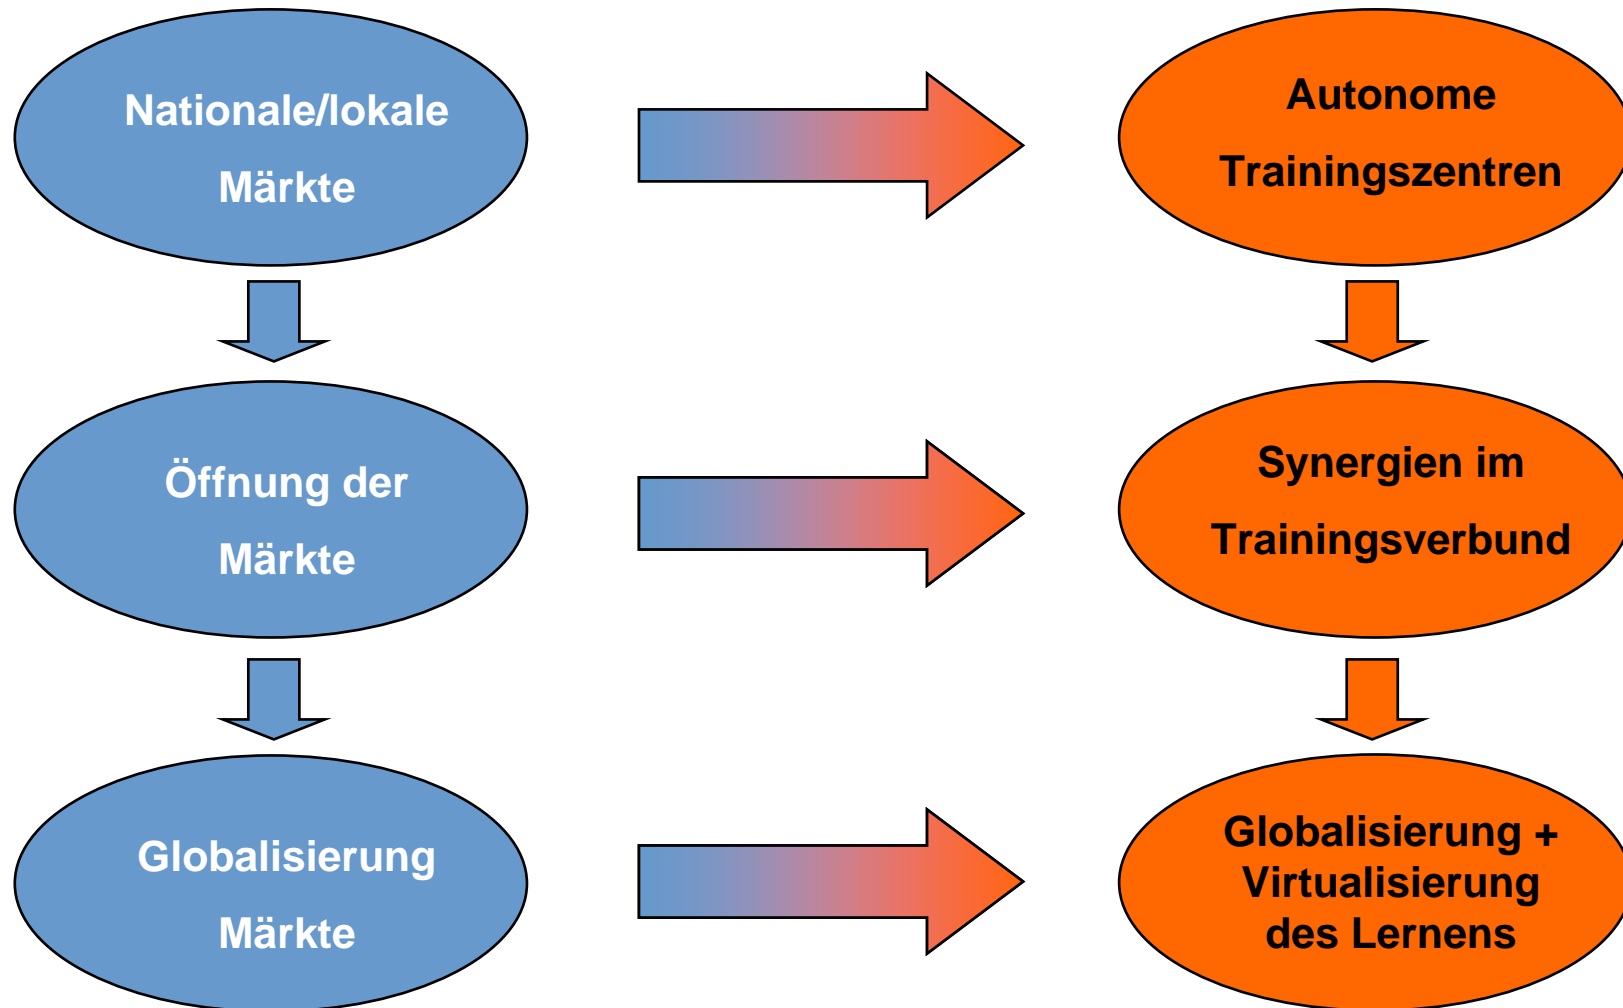 Nationale/lokale
Märkte
Autonome
Trainingszentren
Öffnung der
Märkte
Synergien im
Trainingsverbund
Globalisierung
Märkte
Globalisierung +
Virtualisierung
des Lernens